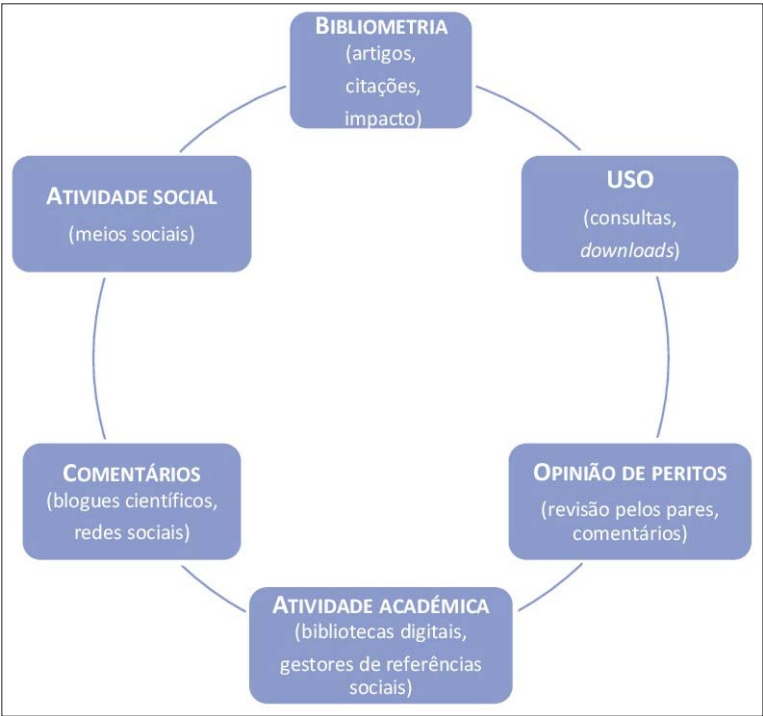 BIBLIOMETRIA
(artigos,
citações,
impacto)
USO
(consultas,
downloads)
OPINIÃO DE PERITOS
(revisão pelos pares,
comentários)
ATIVIDADE ACADÉMICA
(bibliotecas digitais,
gestores de referências
sociais)
COMENTÁRIOS
(blogues científicos,
redes sociais)
ATIVIDADE SOCIAL
(meios sociais)